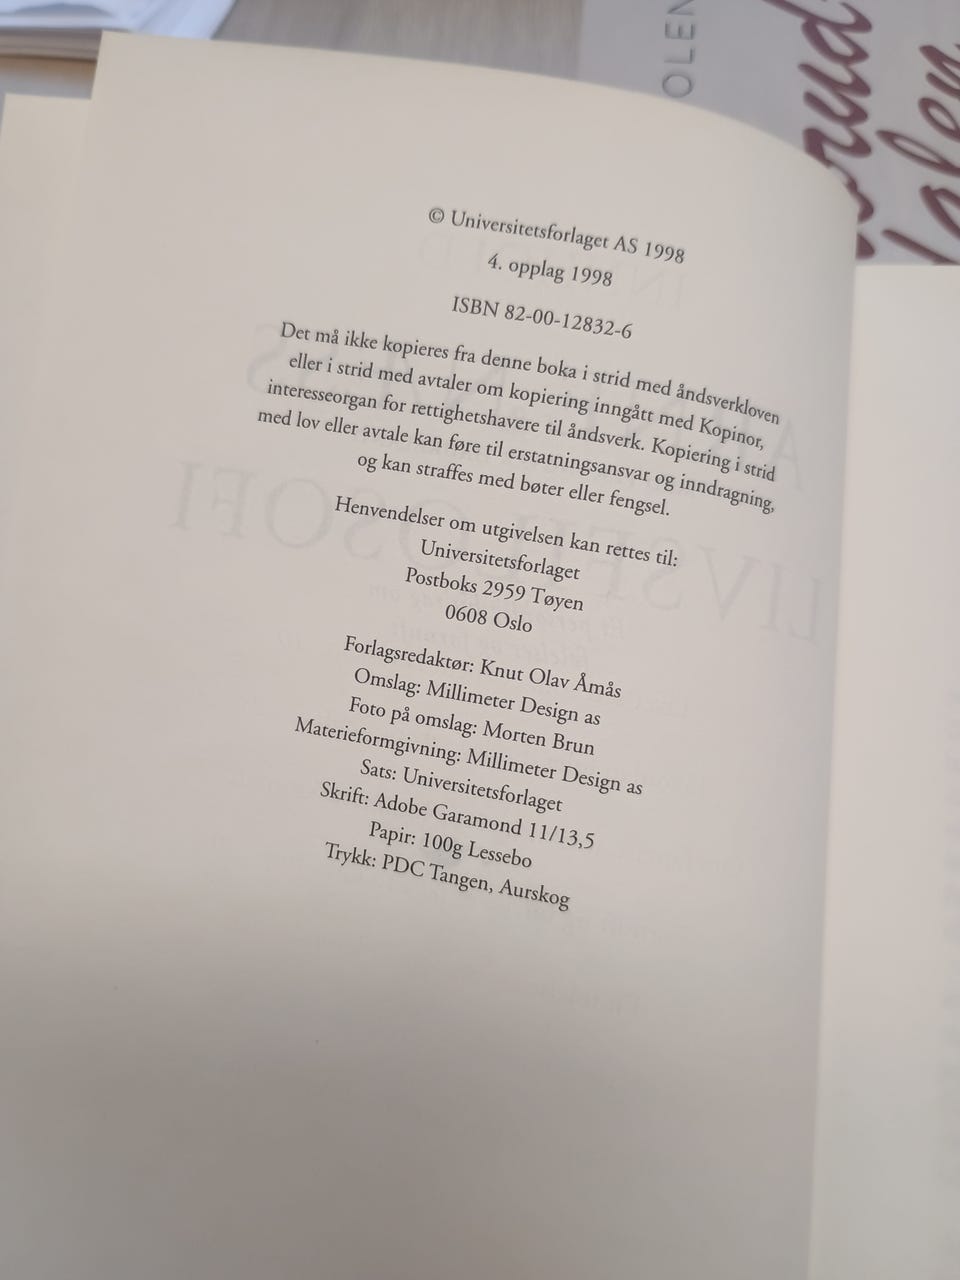 © Universitetsforlaget AS 1998
4. opplag 1998
ISBN 82-00-12832-6
Det må ikke kopieres fra denne boka i strid med åndsverkloven
eller i strid med avtaler om kopiering inngått med Kopinor,
interesseorgan for rettighetshavere til åndsverk. Kopiering i strid
med lov eller avtale kan føre til erstatningsansvar og inndragning,
og kan straffes med bøter eller fengsel.
Henvendelser om utgivelsen kan rettes til:
Universitetsforlaget
Postboks 2959 Tøyen
0608 Oslo
Forlagsredaktør: Knut Olav Åmås
Omslag: Millimeter Design as
Foto på omslag: Morten Brun
Materieformgivning: Millimeter Design as
Sats: Universitetsforlaget
Skrift: Adobe Garamond 11/13,5
Papir: 100g Lessebo
Trykk: PDC Tangen, Aurskog
LIVSFILOSOFI
OLEN